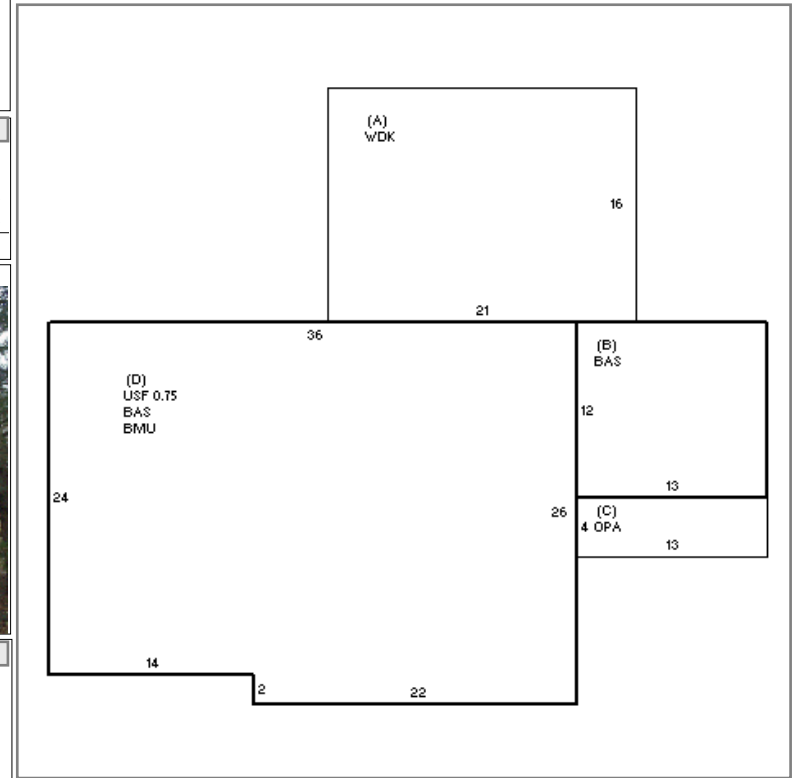 (A)
WDK
16
21
36
(B)
BAS
(D)
USF 0.75
BAS
BMU
12
13
24
26
(C)
4 OPA
13
14
2
22